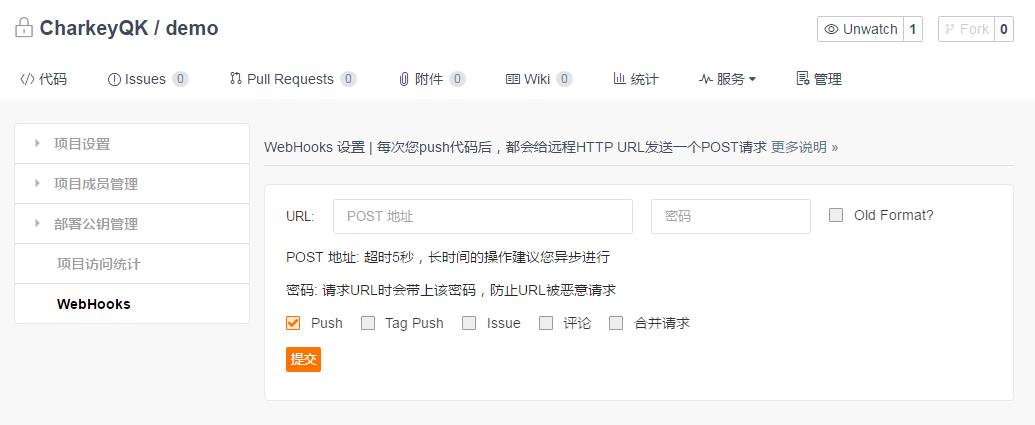 CharkeyQK / demo
Unwatch 1 Fork 0
代码 Issues 0 Pull Requests 0 附件 0 Wiki 0 统计 服务 管理
项目设置
项目成员管理
部署公钥管理
项目访问统计
WebHooks
WebHooks 设置 | 每次您push代码后，都会给远程HTTP URL发送一个POST请求 更多说明 »
URL: POST 地址 密码 Old Format?
POST 地址: 超时5秒，长时间的操作建议您异步进行
密码: 请求URL时会带上该密码，防止URL被恶意请求
Push Tag Push Issue 评论 合并请求
提交